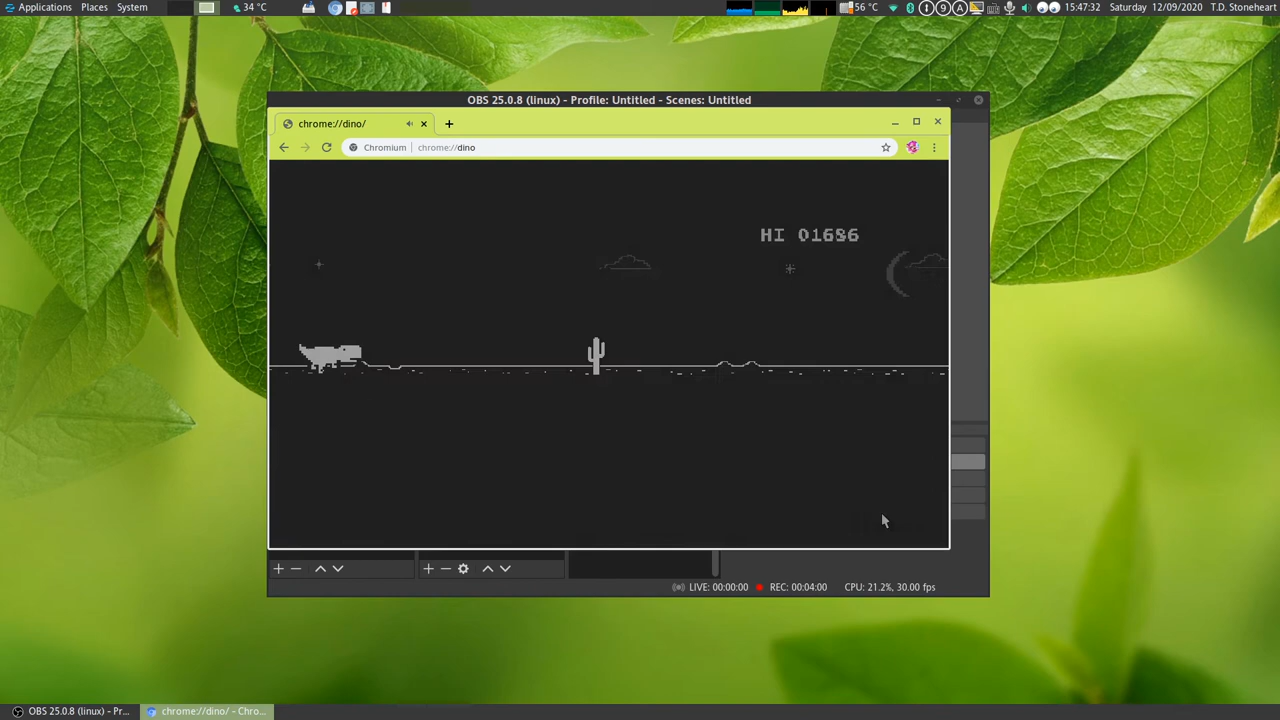 Applications Places System 34 °C 56 °C 15:47:32 Saturday 12/09/2020 T.D. Stoneheart
OBS 25.0.8 (linux) - Profile: Untitled - Scenes: Untitled
chrome://dino/
Chromium chrome://dino
HI 01686
LIVE: 00:00:00 REC: 00:04:00 CPU: 21.2%, 30.00 fps
OBS 25.0.8 (linux) - Pr... chrome://dino/ - Chro...